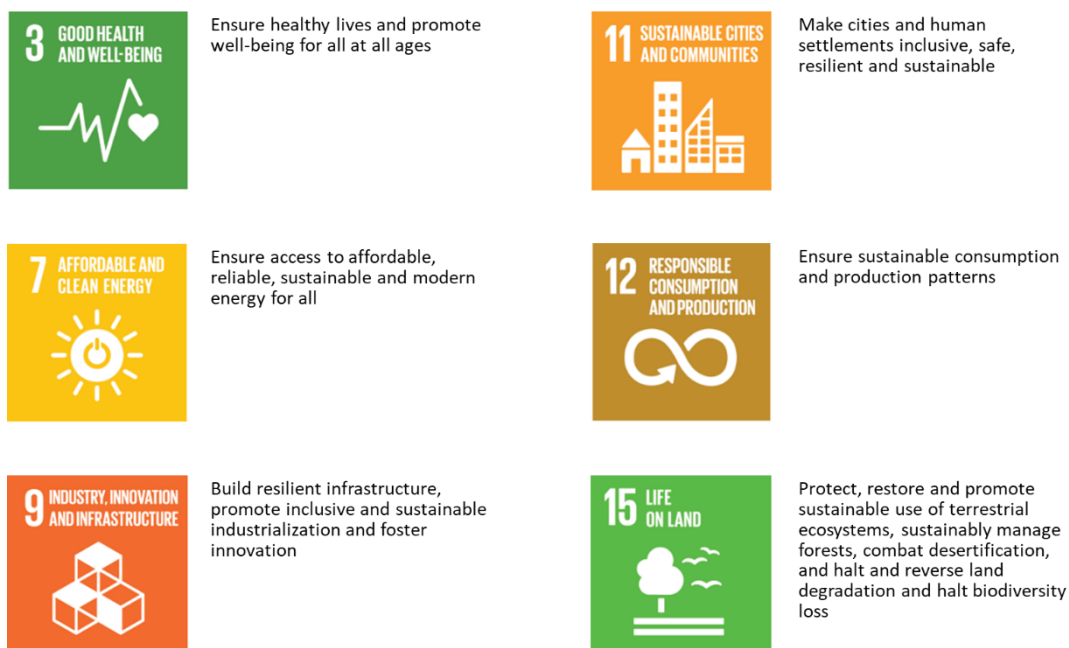 3 GOOD HEALTH
AND WELL-BEING
Ensure healthy lives and promote
well-being for all at all ages
11 SUSTAINABLE CITIES
AND COMMUNITIES
Make cities and human
settlements inclusive, safe,
resilient and sustainable
7 AFFORDABLE AND
CLEAN ENERGY
Ensure access to affordable,
reliable, sustainable and modern
energy for all
12 RESPONSIBLE
CONSUMPTION
AND PRODUCTION
Ensure sustainable consumption
and production patterns
9 INDUSTRY, INNOVATION
AND INFRASTRUCTURE
Build resilient infrastructure,
promote inclusive and sustainable
industrialization and foster
innovation
15 LIFE
ON LAND
Protect, restore and promote
sustainable use of terrestrial
ecosystems, sustainably manage
forests, combat desertification,
and halt and reverse land
degradation and halt biodiversity
loss